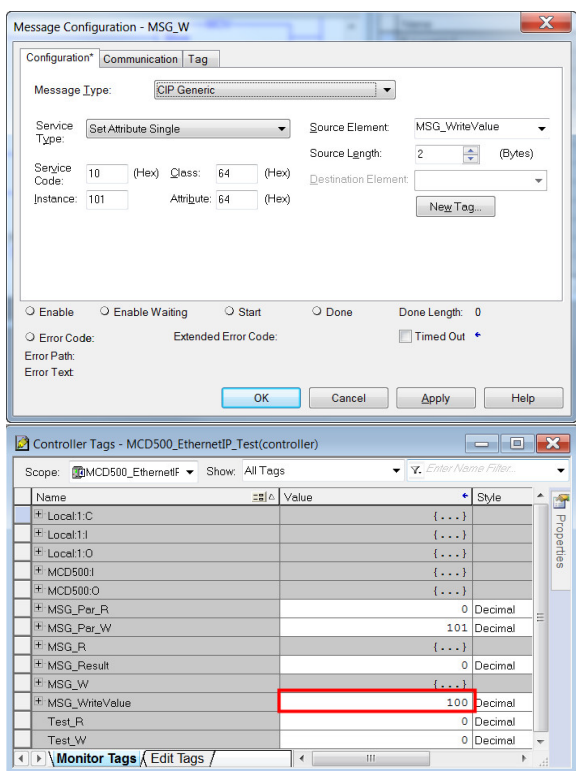 Message Configuration - MSG_W
Configuration* Communication Tag
Message Type: CIP Generic
Service Type: Set Attribute Single
Source Element: MSG_WriteValue
Source Length: 2 (Bytes)
Service Code: 10 (Hex) Class: 64 (Hex)
Destination Element:
Instance: 101 Attribute: 64 (Hex)
New Tag...
Enable Enable Waiting Start Done Done Length: 0
Error Code: Extended Error Code: Timed Out
Error Path:
Error Text:
OK Cancel Apply Help
Controller Tags - MCD500_EthernetIP_Test(controller)
Scope: MCD500_EthernetIF Show: All Tags Enter Name Filter...
Name Value Style
Local:1:C {...}
Local:1:I {...}
Local:1:O {...}
MCD500:I {...}
MCD500:O {...}
MSG_Par_R 0 Decimal
MSG_Par_W 101 Decimal
MSG_R {...}
MSG_Result 0 Decimal
MSG_W {...}
MSG_WriteValue 100 Decimal
Test_R 0 Decimal
Test_W 0 Decimal
Monitor Tags Edit Tags
Properties